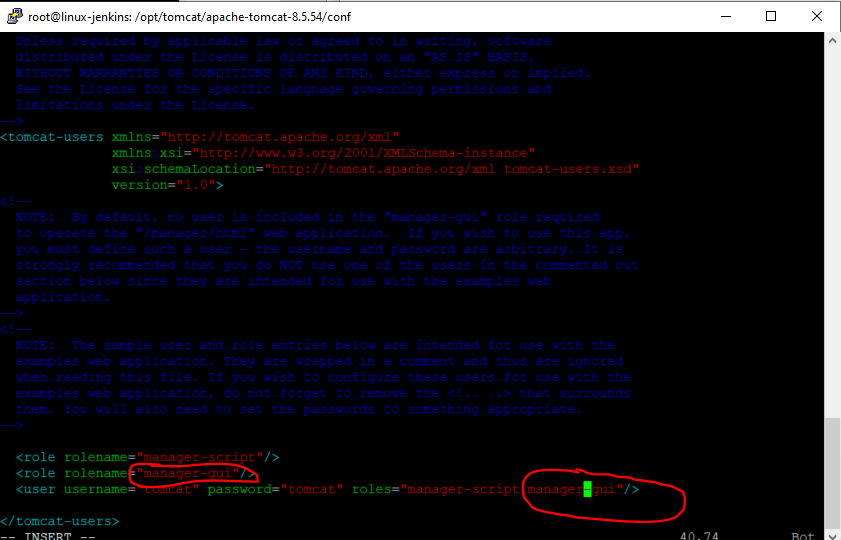 root@linux-jenkins: /opt/tomcat/apache-tomcat-8.5.54/conf
Unless required by applicable law or agreed to in writing, software
distributed under the License is distributed on an "AS IS" BASIS,
WITHOUT WARRANTIES OR CONDITIONS OF ANY KIND, either express or implied.
See the License for the specific language governing permissions and
limitations under the License.
-->
<tomcat-users xmlns="http://tomcat.apache.org/xml"
xmlns:xsi="http://www.w3.org/2001/XMLSchema-instance"
xsi:schemaLocation="http://tomcat.apache.org/xml tomcat-users.xsd"
version="1.0">
<!--
NOTE:  By default, no user is included in the "manager-gui" role required
to operate the "/manager/html" web application.  If you wish to use this app,
you must define such a user - the username and password are arbitrary. It is
strongly recommended that you do NOT use one of the users in the commented out
section below since they are intended for use with the examples web
application.
-->
<!--
NOTE:  The sample user and role entries below are intended for use with the
examples web application. They are wrapped in a comment and thus are ignored
when reading this file. If you wish to configure these users for use with the
examples web application, do not forget to remove the <!.. ..> that surrounds
them. You will also need to set the passwords to something appropriate.
-->
<role rolename="manager-script"/>
<role rolename="manager-gui"/>
<user username="tomcat" password="tomcat" roles="manager-script,manager-gui"/>
</tomcat-users>
-- INSERT -- 40,74 Bot